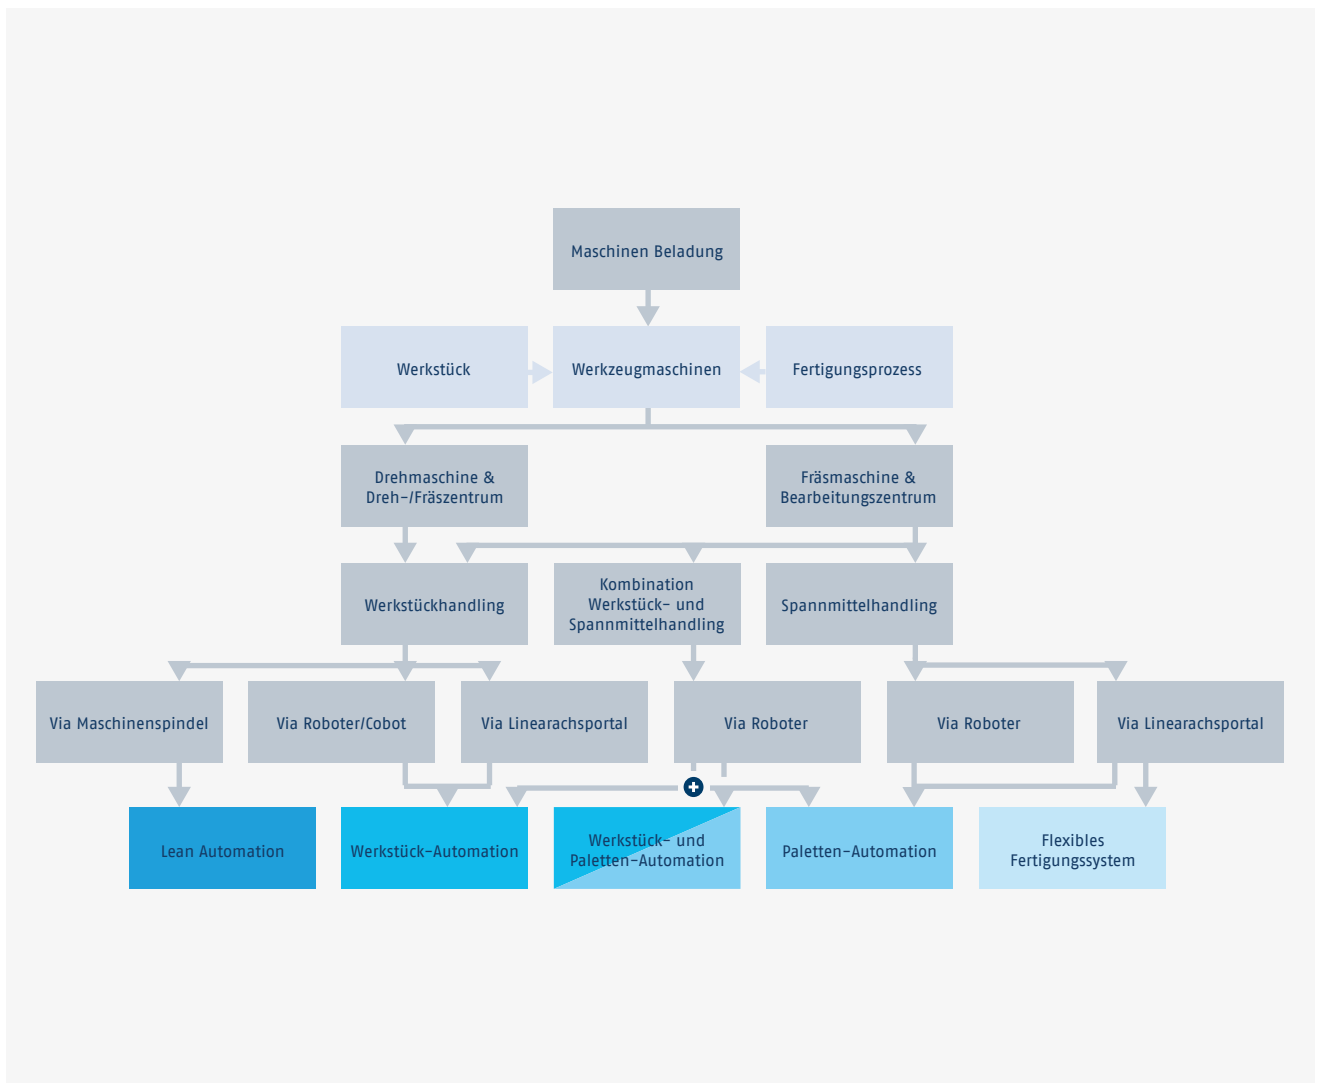 Maschinen Beladung
Werkstück
Werkzeugmaschinen
Fertigungsprozess
Drehmaschine &
Dreh-/Fräszentrum
Fräsmaschine &
Bearbeitungszentrum
Werkstückhandling
Kombination
Werkstück- und
Spannmittelhandling
Spannmittelhandling
Via Maschinenspindel
Via Roboter/Cobot
Via Linearachsportal
Via Roboter
Via Roboter
Via Linearachsportal
Lean Automation
Werkstück-Automation
Werkstück- und
Paletten-Automation
Paletten-Automation
Flexibles
Fertigungssystem